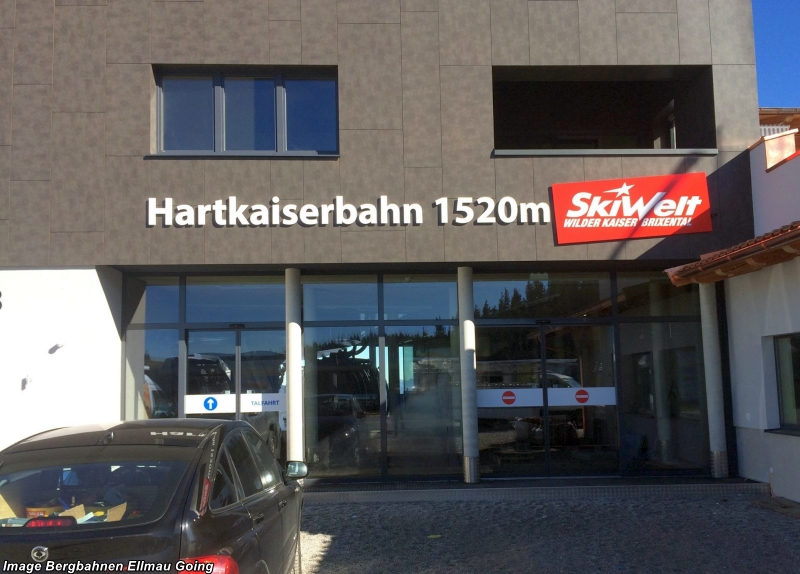 Hartkaiserbahn 1520m
SkiWelt
WILDER KAISER BRIXENTAL
TALFAHRT
Image Bergbahnen Ellmau Going